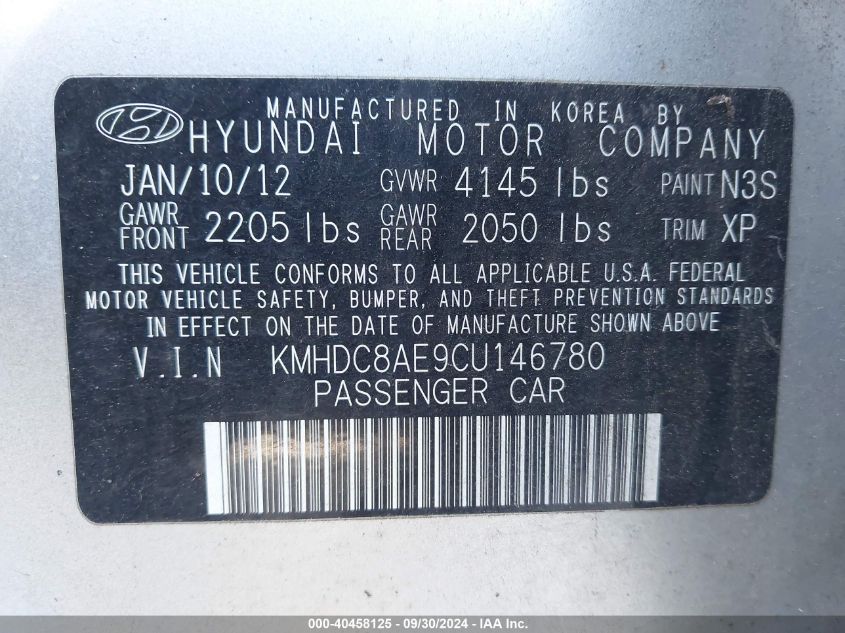 MANUFACTURED IN KOREA BY
HYUNDAI MOTOR COMPANY
JAN/10/12 GVWR 4145 lbs PAINT N3S
GAWR FRONT 2205 lbs GAWR REAR 2050 lbs TRIM XP
THIS VEHICLE CONFORMS TO ALL APPLICABLE U.S.A. FEDERAL
MOTOR VEHICLE SAFETY, BUMPER, AND THEFT PREVENTION STANDARDS
IN EFFECT ON THE DATE OF MANUFACTURE SHOWN ABOVE
V.I.N KMHDC8AE9CU146780
PASSENGER CAR
000-40458125 - 09/30/2024 - IAA Inc.